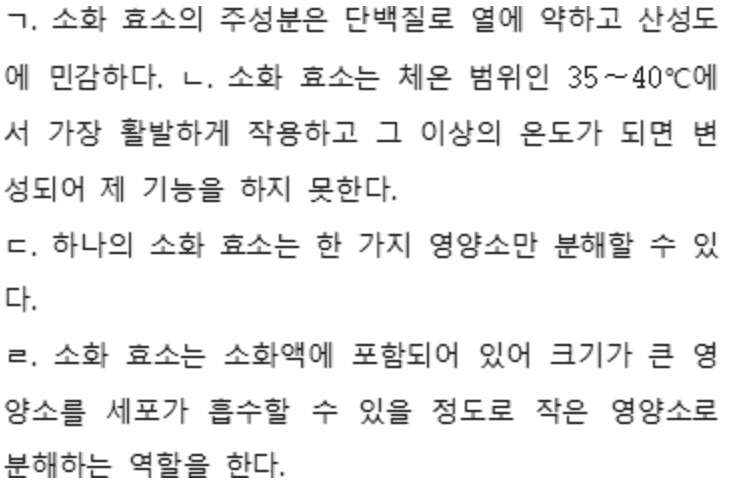 ㄱ. 소화 효소의 주성분은 단백질로 열에 약하고 산성도
에 민감하다. ㄴ. 소화 효소는 체온 범위인 35～40℃에
서 가장 활발하게 작용하고 그 이상의 온도가 되면 변
성되어 제 기능을 하지 못한다.
ㄷ. 하나의 소화 효소는 한 가지 영양소만 분해할 수 있
다.
ㄹ. 소화 효소는 소화액에 포함되어 있어 크기가 큰 영
양소를 세포가 흡수할 수 있을 정도로 작은 영양소로
분해하는 역할을 한다.